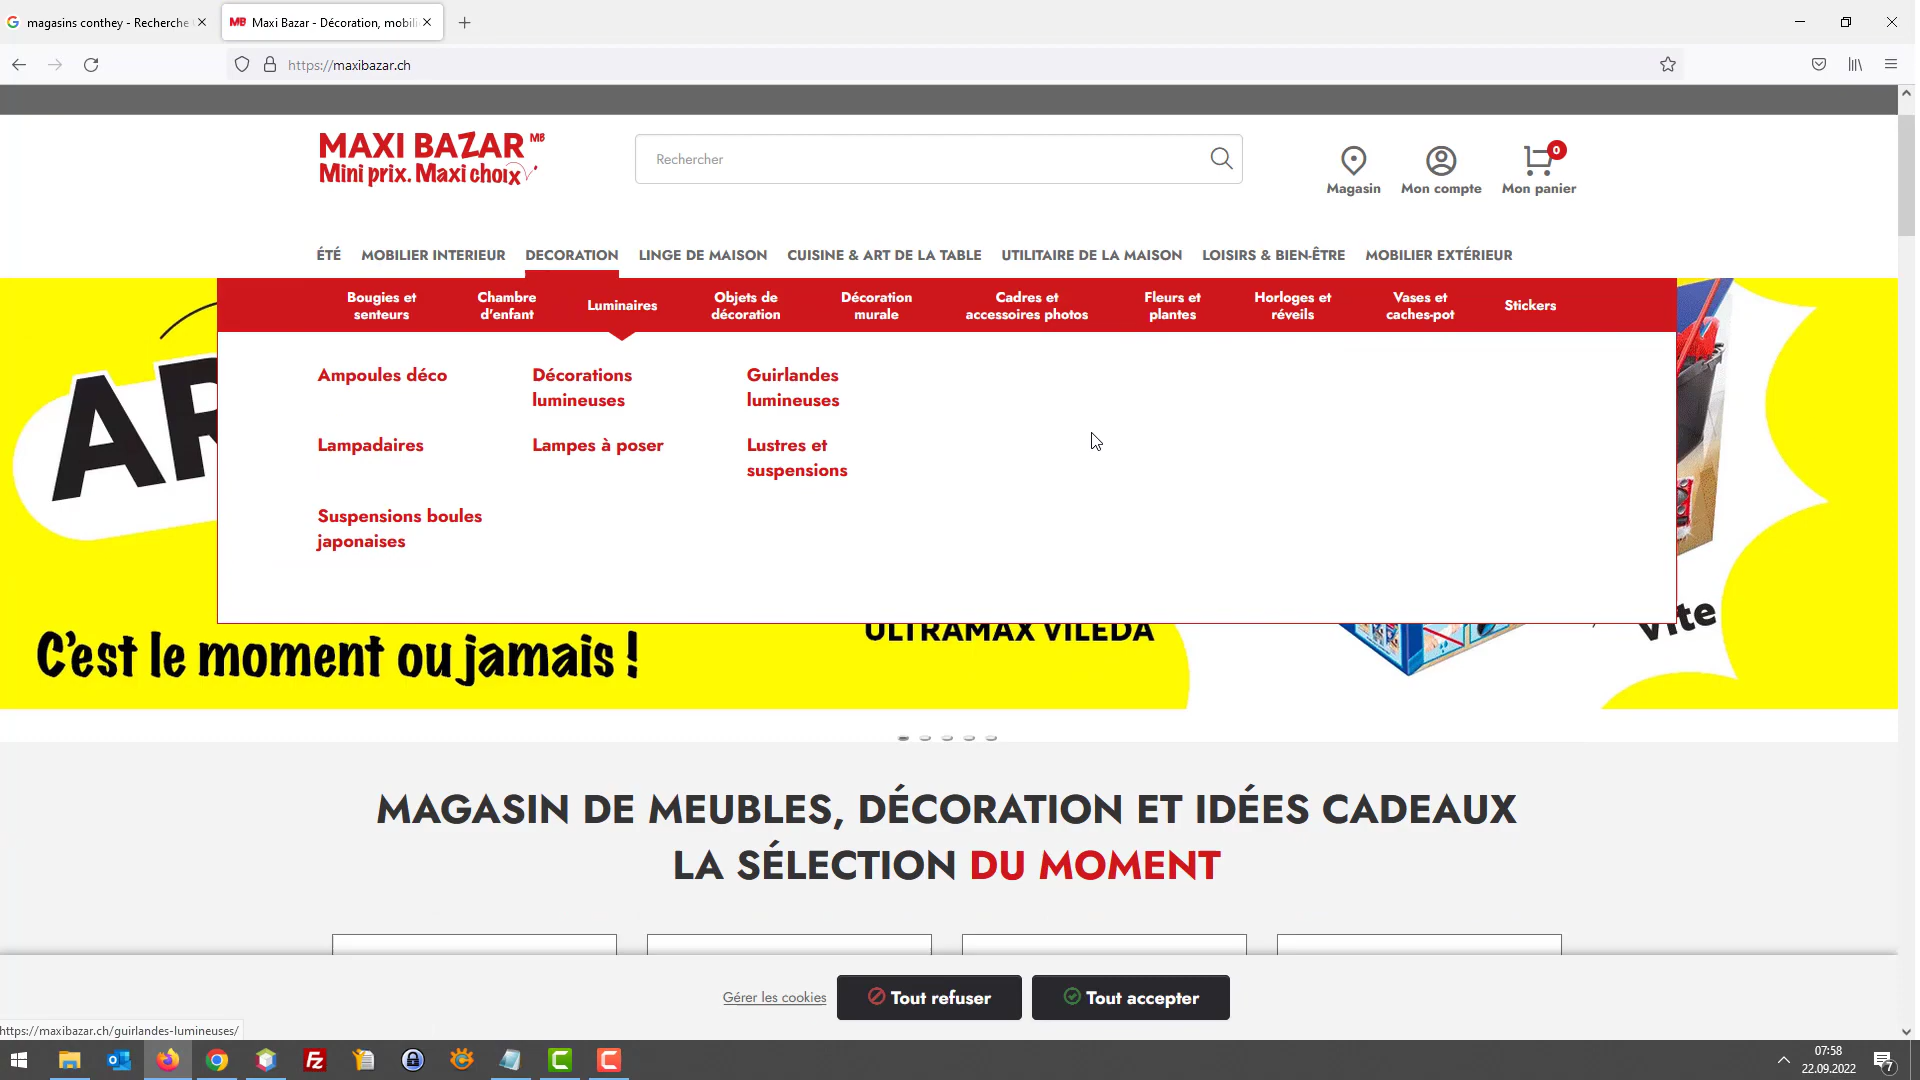 magasins conthey - Recherche
Maxi Bazar - Décoration, mobili
https://maxibazar.ch
MAXI BAZAR MB
Mini prix. Maxi choix
Rechercher
0
Magasin
Mon compte
Mon panier
ÉTÉ
MOBILIER INTERIEUR
DECORATION
LINGE DE MAISON
CUISINE & ART DE LA TABLE
UTILITAIRE DE LA MAISON
LOISIRS & BIEN-ÊTRE
MOBILIER EXTÉRIEUR
Bougies et
senteurs
Chambre
d'enfant
Luminaires
Objets de
décoration
Décoration
murale
Cadres et
accessoires photos
Fleurs et
plantes
Horloges et
réveils
Vases et
caches-pot
Stickers
Ampoules déco
Décorations
lumineuses
Guirlandes
lumineuses
Lampadaires
Lampes à poser
Lustres et
suspensions
Suspensions boules
japonaises
AR
C'est le moment ou jamais !
ULTRAMAX VILEDA
vite
MAGASIN DE MEUBLES, DÉCORATION ET IDÉES CADEAUX
LA SÉLECTION DU MOMENT
Gérer les cookies
Tout refuser
Tout accepter
https://maxibazar.ch/guirlandes-lumineuses/
07:58
22.09.2022
7